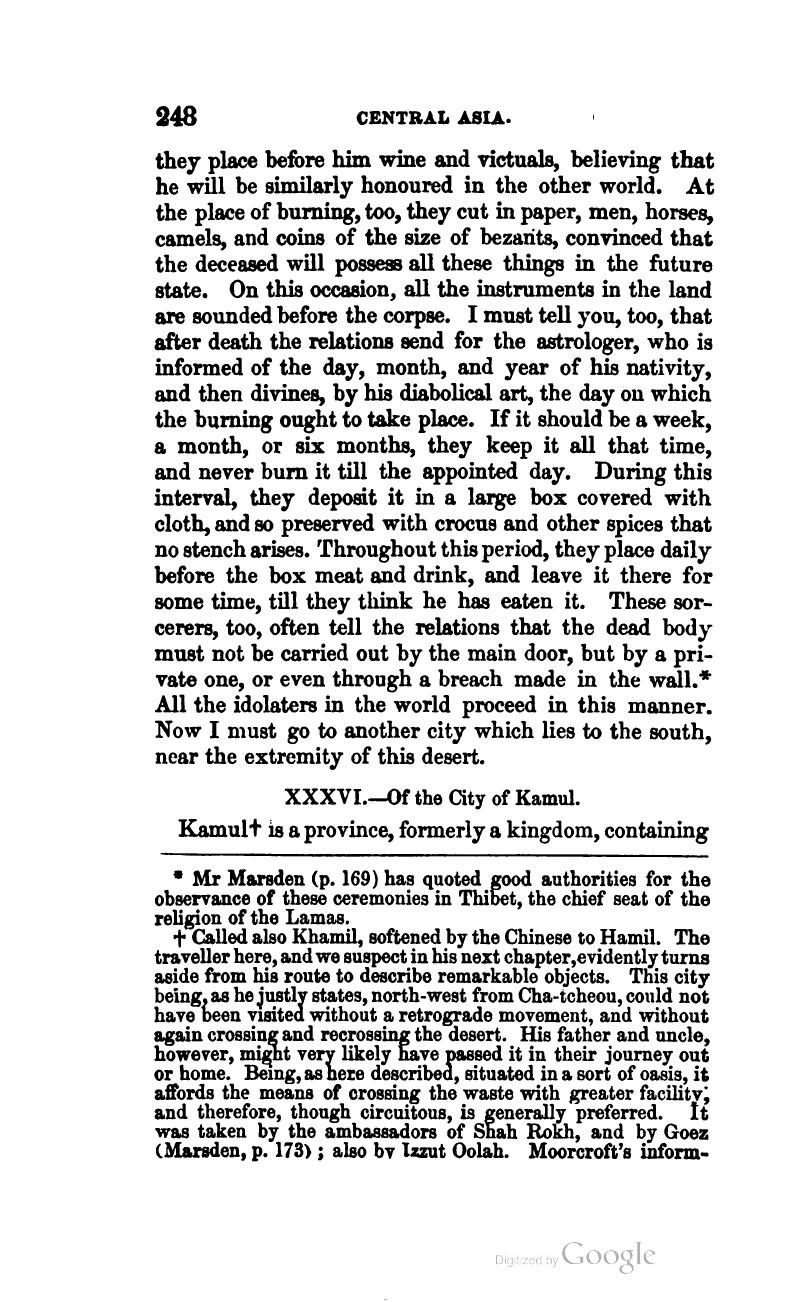 248 CENTRAL ASIA.
they place before him wine and victuals, believing that
he will be similarly honoured in the other world. At
the place of burning, too, they cut in paper, men, horses,
camels, and coins of the size of bezants, convinced that
the deceased will possess all these things in the future
state. On this occasion, all the instruments in the land
are sounded before the corpse. I must tell you, too, that
after death the relations send for the astrologer, who is
informed of the day, month, and year of his nativity,
and then divines, by his diabolical art, the day on which
the burning ought to take place. If it should be a week,
a month, or six months, they keep it all that time,
and never burn it till the appointed day. During this
interval, they deposit it in a large box covered with
cloth, and so preserved with crocus and other spices that
no stench arises. Throughout this period, they place daily
before the box meat and drink, and leave it there for
some time, till they think he has eaten it. These sor-
cerers, too, often tell the relations that the dead body
must not be carried out by the main door, but by a pri-
vate one, or even through a breach made in the wall.*
All the idolaters in the world proceed in this manner.
Now I must go to another city which lies to the south,
near the extremity of this desert.
XXXVI.—Of the City of Kamul.
Kamul† is a province, formerly a kingdom, containing
* Mr Marsden (p. 169) has quoted good authorities for the
observance of these ceremonies in Thibet, the chief seat of the
religion of the Lamas.
† Called also Khamil, softened by the Chinese to Hamil. The
traveller here, and we suspect in his next chapter, evidently turns
aside from his route to describe remarkable objects. This city
being, as he justly states, north-west from Cha-tcheou, could not
have been visited without a retrograde movement, and without
again crossing and recrossing the desert. His father and uncle,
however, might very likely have passed it in their journey out
or home. Being, as here described, situated in a sort of oasis, it
affords the means of crossing the waste with greater facility;
and therefore, though circuitous, is generally preferred. It
was taken by the ambassadors of Shah Rokh, and by Goez
(Marsden, p. 173); also by Izzut Oolah. Moorcroft's inform-
Digitized by Google